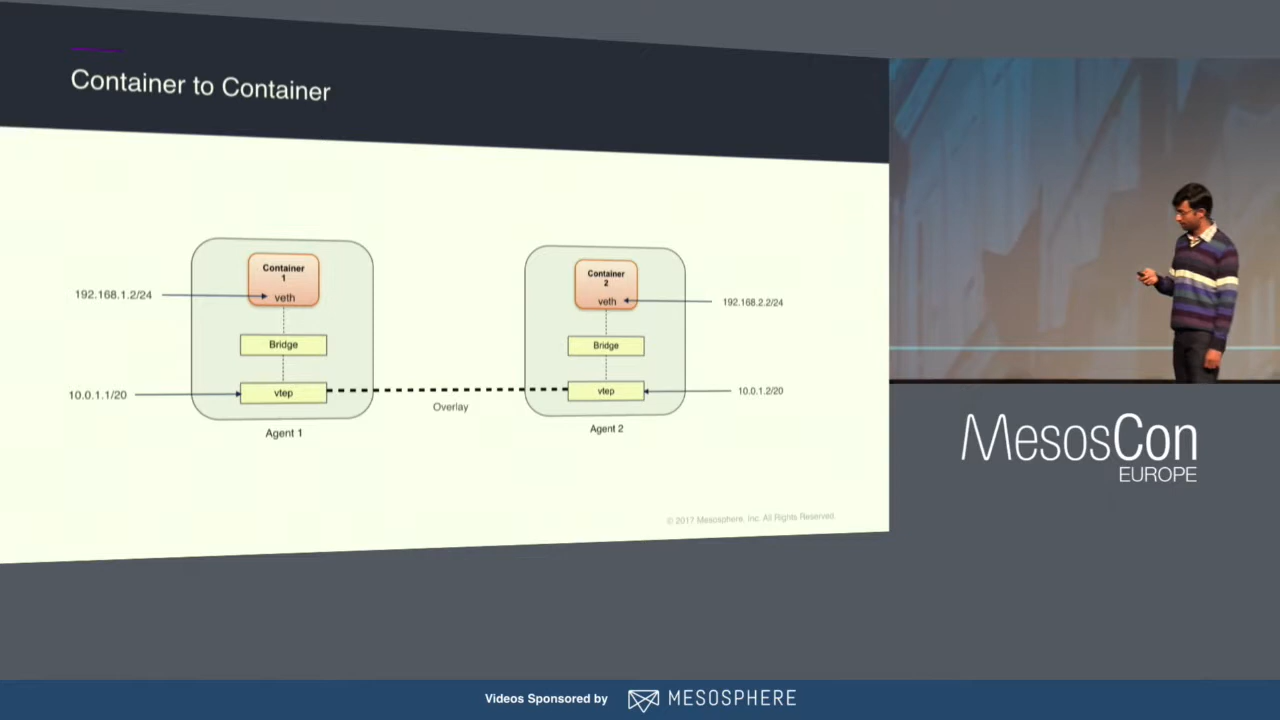 Container to Container
Container
1
veth
192.168.1.2/24
Bridge
10.0.1.1/20
vtep
Agent 1
Overlay
Container
2
veth
192.168.2.2/24
Bridge
vtep
10.0.1.2/20
Agent 2
© 2017 Mesosphere, Inc. All Rights Reserved.
MesosCon
EUROPE
Videos Sponsored by MESOSPHERE